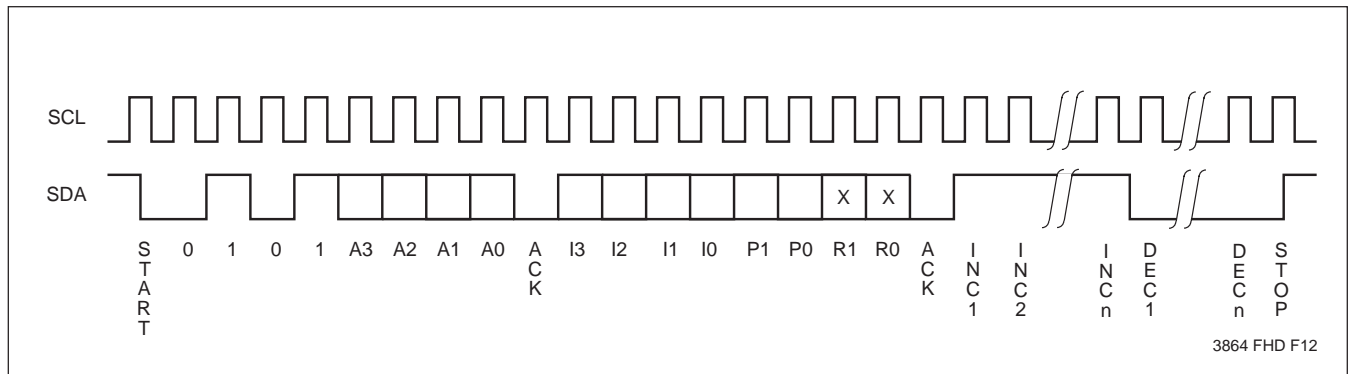 SCL
SDA
X X
START 0 1 0 1 A3 A2 A1 A0 ACK I3 I2 I1 I0 P1 P0 R1 R0 ACK INC1 INC2 INCn DEC1 DECn STOP
3864 FHD F12